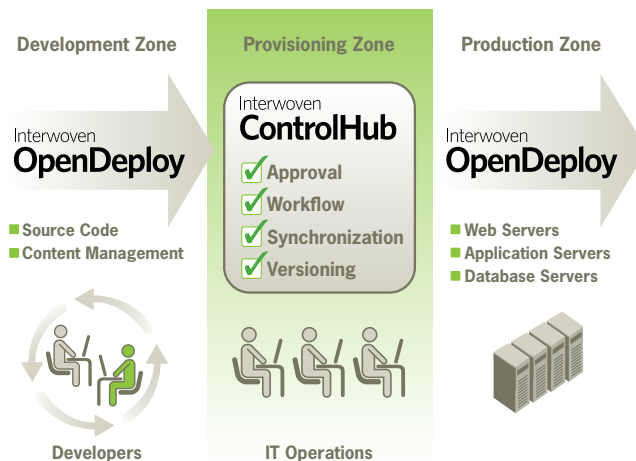 Development Zone
Provisioning Zone
Production Zone
Interwoven
OpenDeploy
Source Code
Content Management
Developers
Interwoven
ControlHub
Approval
Workflow
Synchronization
Versioning
IT Operations
Interwoven
OpenDeploy
Web Servers
Application Servers
Database Servers